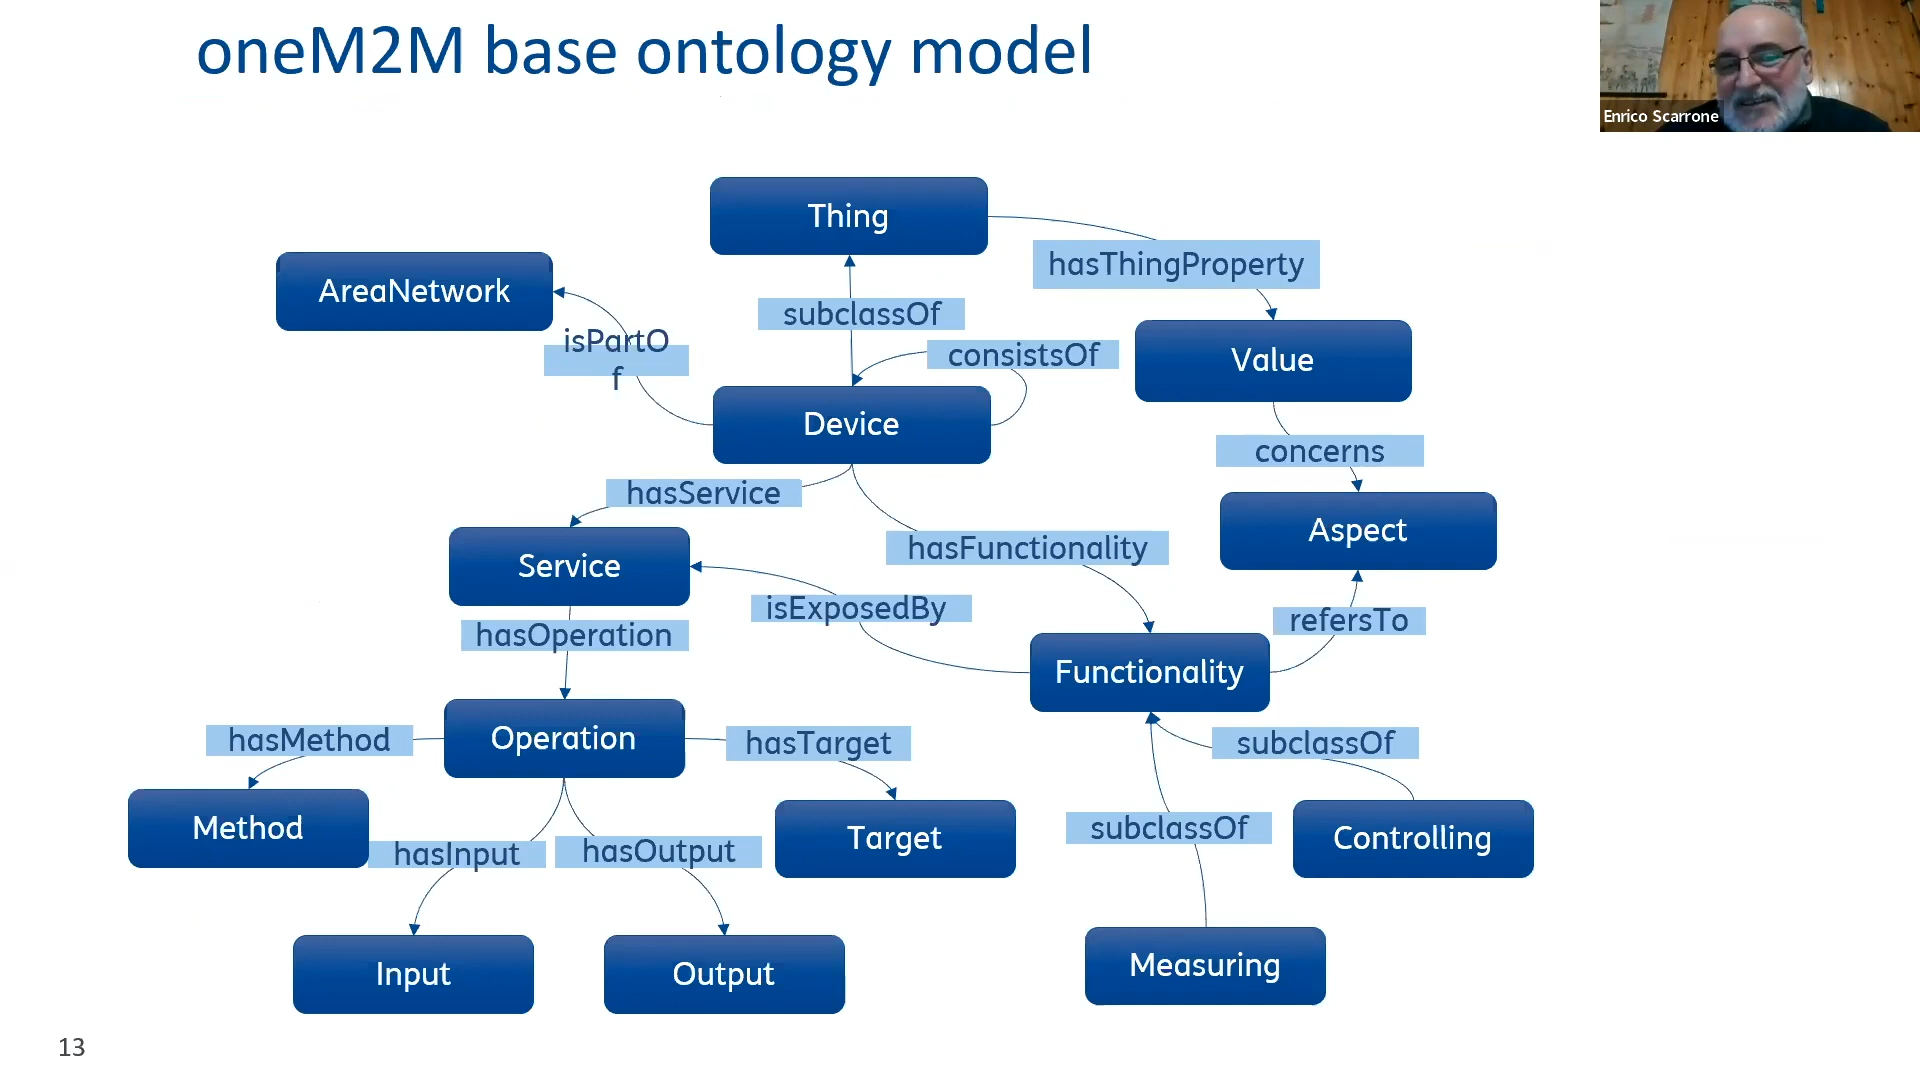 oneM2M base ontology model
Enrico Scarrone
Thing
hasThingProperty
AreaNetwork
subclassOf
isPartO
f
consistsOf
Value
Device
concerns
hasService
Aspect
hasFunctionality
Service
isExposedBy
refersTo
hasOperation
Functionality
Operation
hasMethod
hasTarget
subclassOf
Method
hasInput
hasOutput
Target
subclassOf
Controlling
Input
Output
Measuring
13